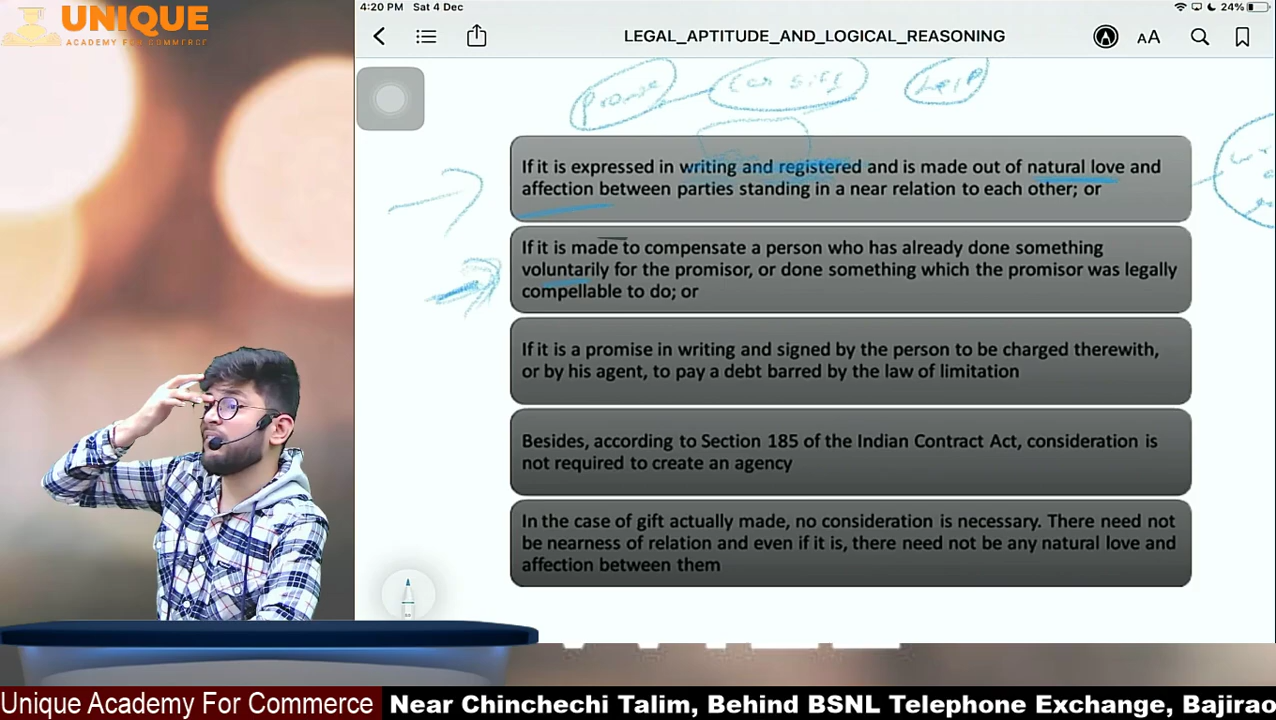 UNIQUE
ACADEMY FOR COMMERCE
4:20 PM Sat 4 Dec
24%
LEGAL_APTITUDE_AND_LOGICAL_REASONING
AA
Promise
Car gift
help
If it is expressed in writing and registered and is made out of natural love and
affection between parties standing in a near relation to each other; or
If it is made to compensate a person who has already done something
voluntarily for the promisor, or done something which the promisor was legally
compellable to do; or
If it is a promise in writing and signed by the person to be charged therewith,
or by his agent, to pay a debt barred by the law of limitation
Besides, according to Section 185 of the Indian Contract Act, consideration is
not required to create an agency
In the case of gift actually made, no consideration is necessary. There need not
be nearness of relation and even if it is, there need not be any natural love and
affection between them
Unique Academy For Commerce
Near Chinchechi Talim, Behind BSNL Telephone Exchange, Bajirao